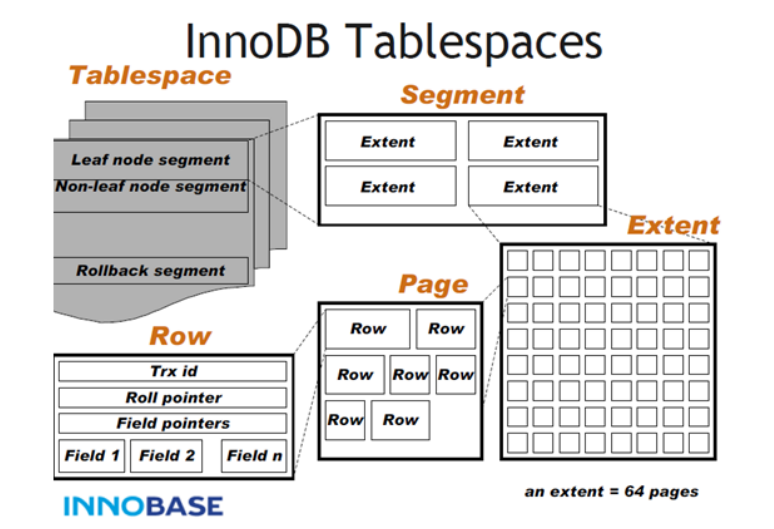 InnoDB Tablespaces
Tablespace
Segment
Leaf node segment
Non-leaf node segment
Rollback segment
Extent
Extent
Extent
Extent
Extent
Page
Row
Row
Row
Row
Row
Row
Row
Row
Trx id
Roll pointer
Field pointers
Field 1
Field 2
Field n
an extent = 64 pages
INNOBASE